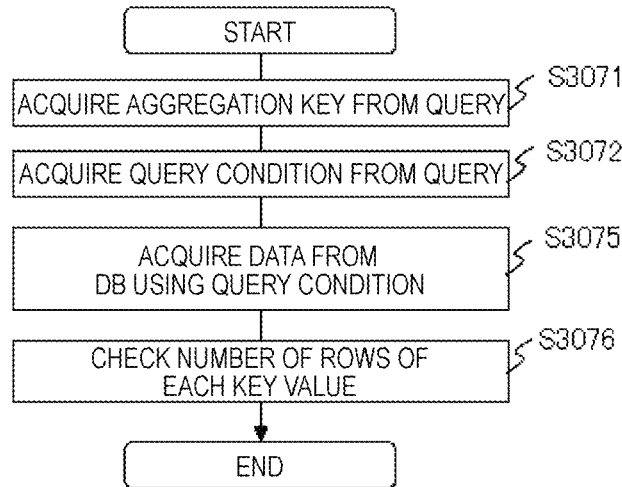 START
S3071
ACQUIRE AGGREGATION KEY FROM QUERY
S3072
ACQUIRE QUERY CONDITION FROM QUERY
S3075
ACQUIRE DATA FROM
DB USING QUERY CONDITION
S3076
CHECK NUMBER OF ROWS OF
EACH KEY VALUE
END